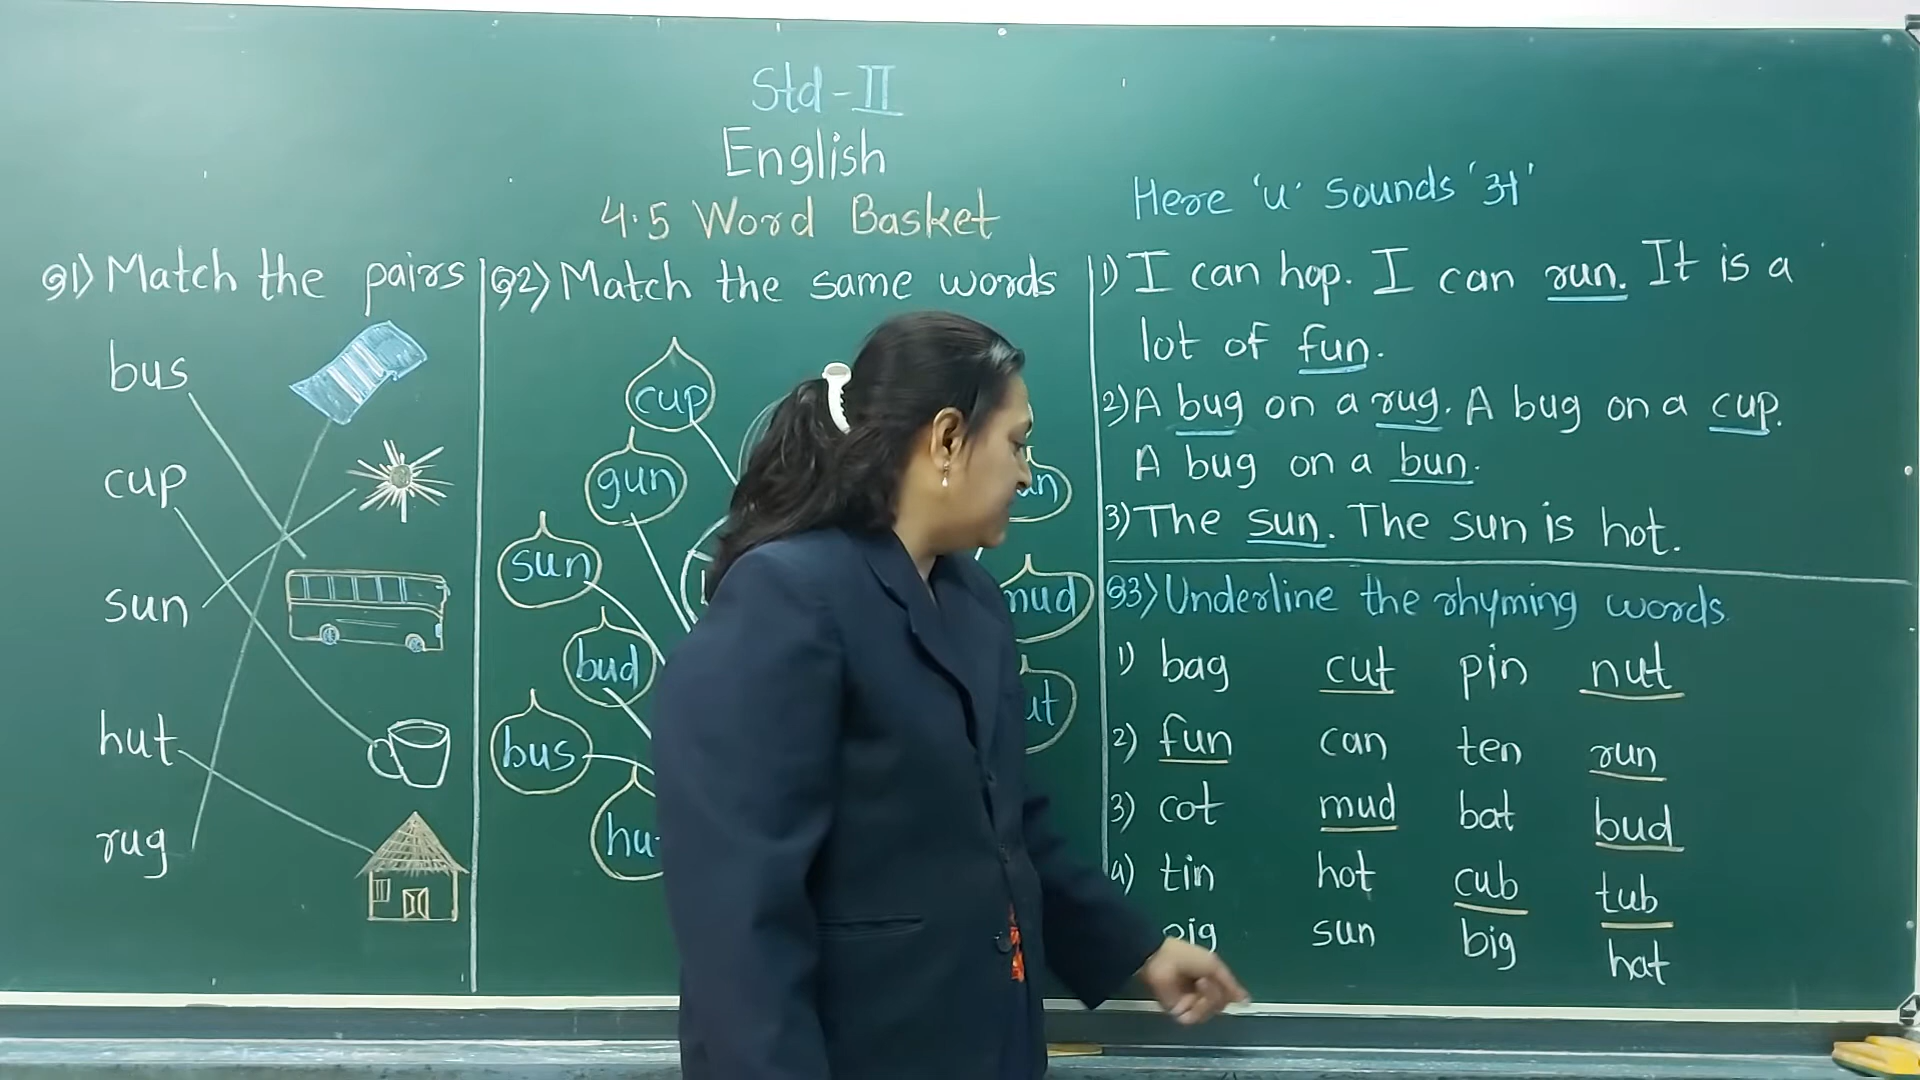 Std-II
English
4.5 Word Basket
Q1) Match the pairs
bus
cup
sun
hut
rug
Q2) Match the same words
cup
gun
sun
bud
bus
mud
Here 'u' sounds 'अ'
1) I can hop. I can run. It is a
lot of fun.
2) A bug on a rug. A bug on a cup.
A bug on a bun.
3) The sun. The sun is hot.
Q3) Underline the rhyming words
1) bag cut pin nut
2) fun can ten run
3) cot mud bat bud
4) tin hot cub tub
pig sun big hat